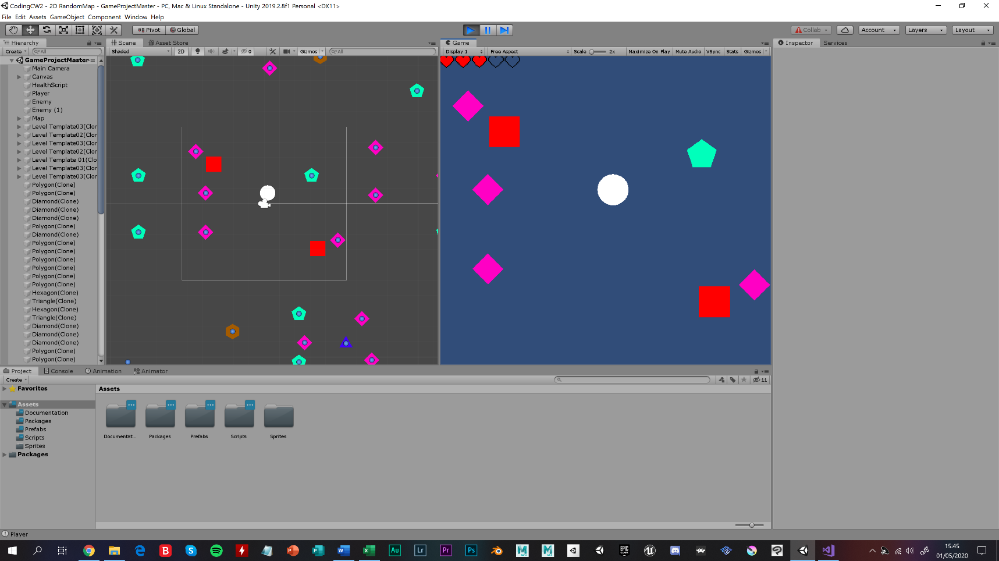 CodingCW2 - 2D RandomMap - GameProjectMaster - PC, Mac & Linux Standalone - Unity 2019.2.8f1 Personal <DX11>
File Edit Assets GameObject Component Window Help
Pivot Global Collab Account Layers Layout
Hierarchy Scene Asset Store Game Inspector Services
Create All Shaded 2D 0 Gizmos All Display 1 Free Aspect Scale 2x Maximize On Play Mute Audio VSync Stats Gizmos
GameProjectMaster
Main Camera
Canvas
HealthScript
Player
Enemy
Enemy (1)
Map
Level Template03(Clor
Level Template02(Clor
Level Template03(Clor
Level Template02(Clor
Level Template 01(Clo
Level Template03(Clor
Level Template03(Clor
Polygon(Clone)
Polygon(Clone)
Diamond(Clone)
Diamond(Clone)
Diamond(Clone)
Polygon(Clone)
Diamond(Clone)
Polygon(Clone)
Polygon(Clone)
Polygon(Clone)
Polygon(Clone)
Polygon(Clone)
Polygon(Clone)
Hexagon(Clone)
Triangle(Clone)
Hexagon(Clone)
Triangle(Clone)
Diamond(Clone)
Diamond(Clone)
Diamond(Clone)
Polygon(Clone)
Polygon(Clone)
Project Console Animation Animator
Create 11
Favorites
Assets
Documentation
Packages
Prefabs
Scripts
Sprites
Packages
Assets
Documentat... Packages Prefabs Scripts Sprites
Player
B S P P W X Au Lr Pr Ps M M EPIC GAMES
15:45
01/05/2020